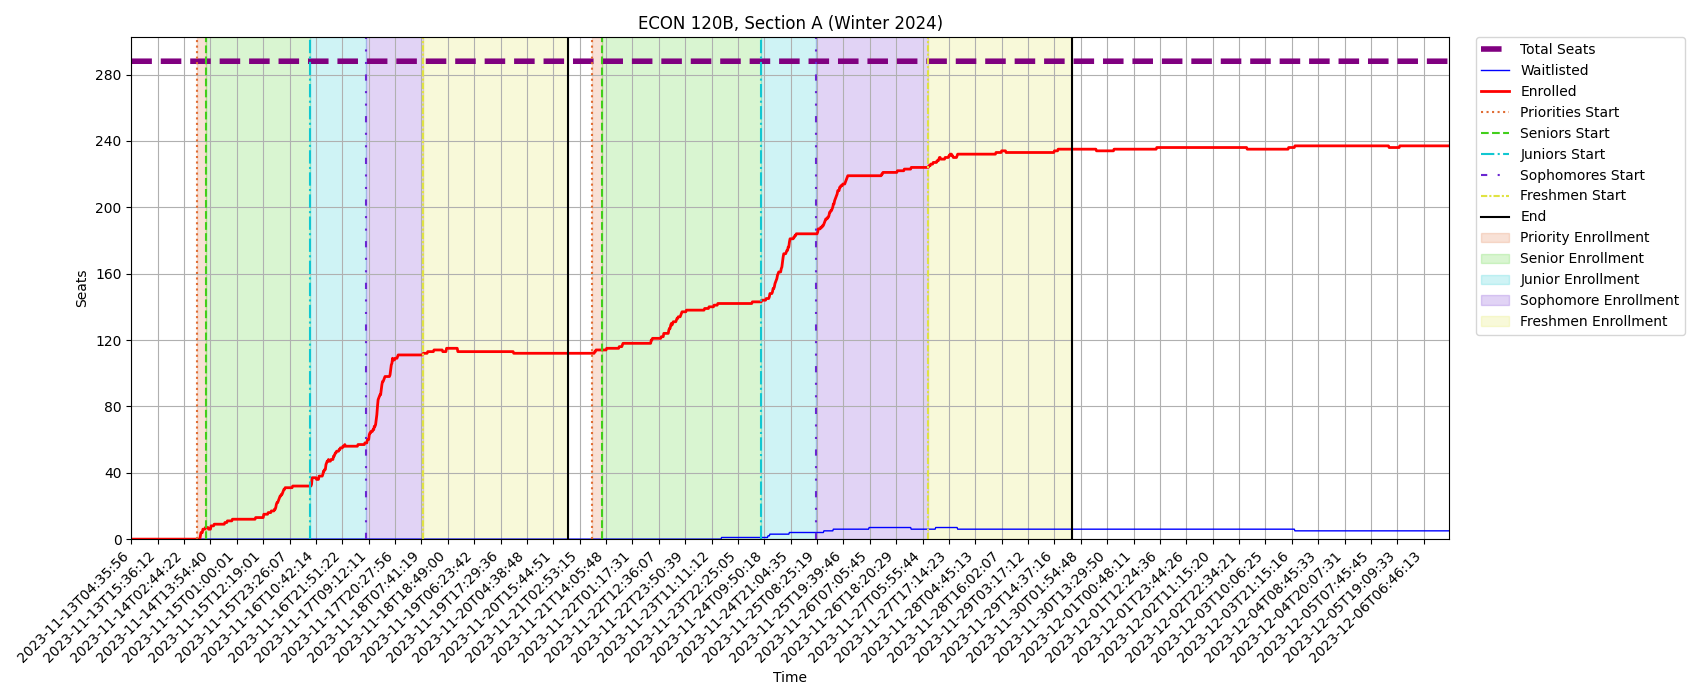 ECON 120B, Section A (Winter 2024)
Total Seats
Waitlisted
Enrolled
Priorities Start
Seniors Start
Juniors Start
Sophomores Start
Freshmen Start
End
Priority Enrollment
Senior Enrollment
Junior Enrollment
Sophomore Enrollment
Freshmen Enrollment
280
240
200
160
120
80
40
0
Seats
2023-11-13T04:35:56
2023-11-13T15:36:12
2023-11-14T02:44:22
2023-11-14T13:54:40
2023-11-15T01:00:01
2023-11-15T12:19:01
2023-11-15T23:26:07
2023-11-16T10:42:14
2023-11-16T21:51:22
2023-11-17T09:12:11
2023-11-17T20:27:56
2023-11-18T07:41:19
2023-11-18T18:49:00
2023-11-19T06:23:42
2023-11-19T17:29:36
2023-11-20T04:38:49
2023-11-20T15:44:51
2023-11-21T02:53:15
2023-11-21T14:05:48
2023-11-22T01:17:31
2023-11-22T12:36:07
2023-11-22T23:50:39
2023-11-23T11:11:12
2023-11-23T22:25:05
2023-11-24T09:50:18
2023-11-24T21:04:35
2023-11-25T08:25:19
2023-11-25T19:39:46
2023-11-26T07:05:45
2023-11-26T18:20:29
2023-11-27T05:55:44
2023-11-27T17:14:23
2023-11-28T04:45:13
2023-11-28T16:02:07
2023-11-29T03:17:12
2023-11-29T14:37:16
2023-11-30T01:54:48
2023-11-30T13:29:50
2023-12-01T00:48:11
2023-12-01T12:24:36
2023-12-01T23:44:26
2023-12-02T11:15:20
2023-12-02T22:34:21
2023-12-03T10:06:25
2023-12-03T21:15:16
2023-12-04T08:45:33
2023-12-04T20:07:31
2023-12-05T07:45:45
2023-12-05T19:09:33
2023-12-06T06:46:13
Time